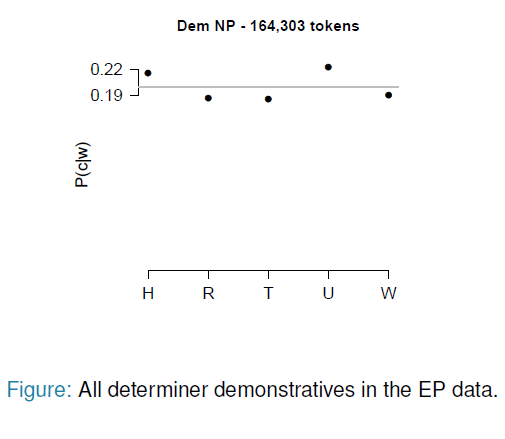 Dem NP - 164,303 tokens
0.22
0.19
P(c|w)
H R T U W
Figure: All determiner demonstratives in the EP data.